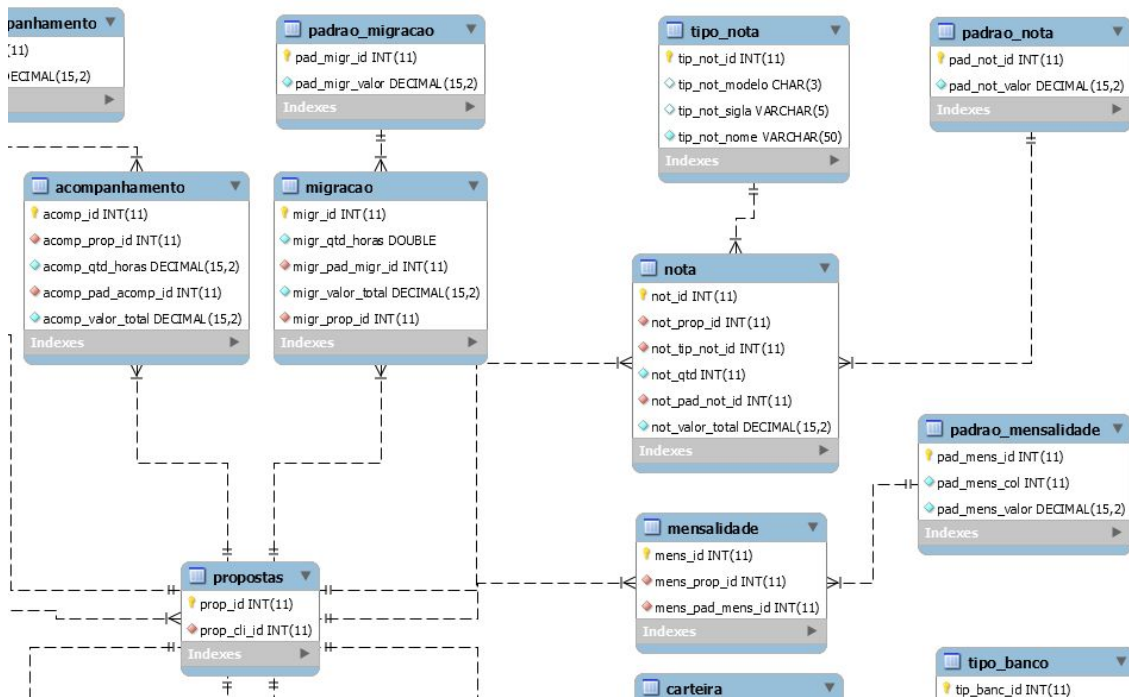 panhamento
(11)
DECIMAL(15,2)
padrao_migracao
pad_migr_id INT(11)
pad_migr_valor DECIMAL(15,2)
Indexes
tipo_nota
tip_not_id INT(11)
tip_not_modelo CHAR(3)
tip_not_sigla VARCHAR(5)
tip_not_nome VARCHAR(50)
Indexes
padrao_nota
pad_not_id INT(11)
pad_not_valor DECIMAL(15,2)
Indexes
acompanhamento
acomp_id INT(11)
acomp_prop_id INT(11)
acomp_qtd_horas DECIMAL(15,2)
acomp_pad_acomp_id INT(11)
acomp_valor_total DECIMAL(15,2)
Indexes
migracao
migr_id INT(11)
migr_qtd_horas DOUBLE
migr_pad_migr_id INT(11)
migr_valor_total DECIMAL(15,2)
migr_prop_id INT(11)
Indexes
nota
not_id INT(11)
not_prop_id INT(11)
not_tip_not_id INT(11)
not_qtd INT(11)
not_pad_not_id INT(11)
not_valor_total DECIMAL(15,2)
Indexes
padrao_mensalidade
pad_mens_id INT(11)
pad_mens_col INT(11)
pad_mens_valor DECIMAL(15,2)
Indexes
mensalidade
mens_id INT(11)
mens_prop_id INT(11)
mens_pad_mens_id INT(11)
Indexes
propostas
prop_id INT(11)
prop_cli_id INT(11)
Indexes
carteira
tipo_banco
tip_banc_id INT(11)